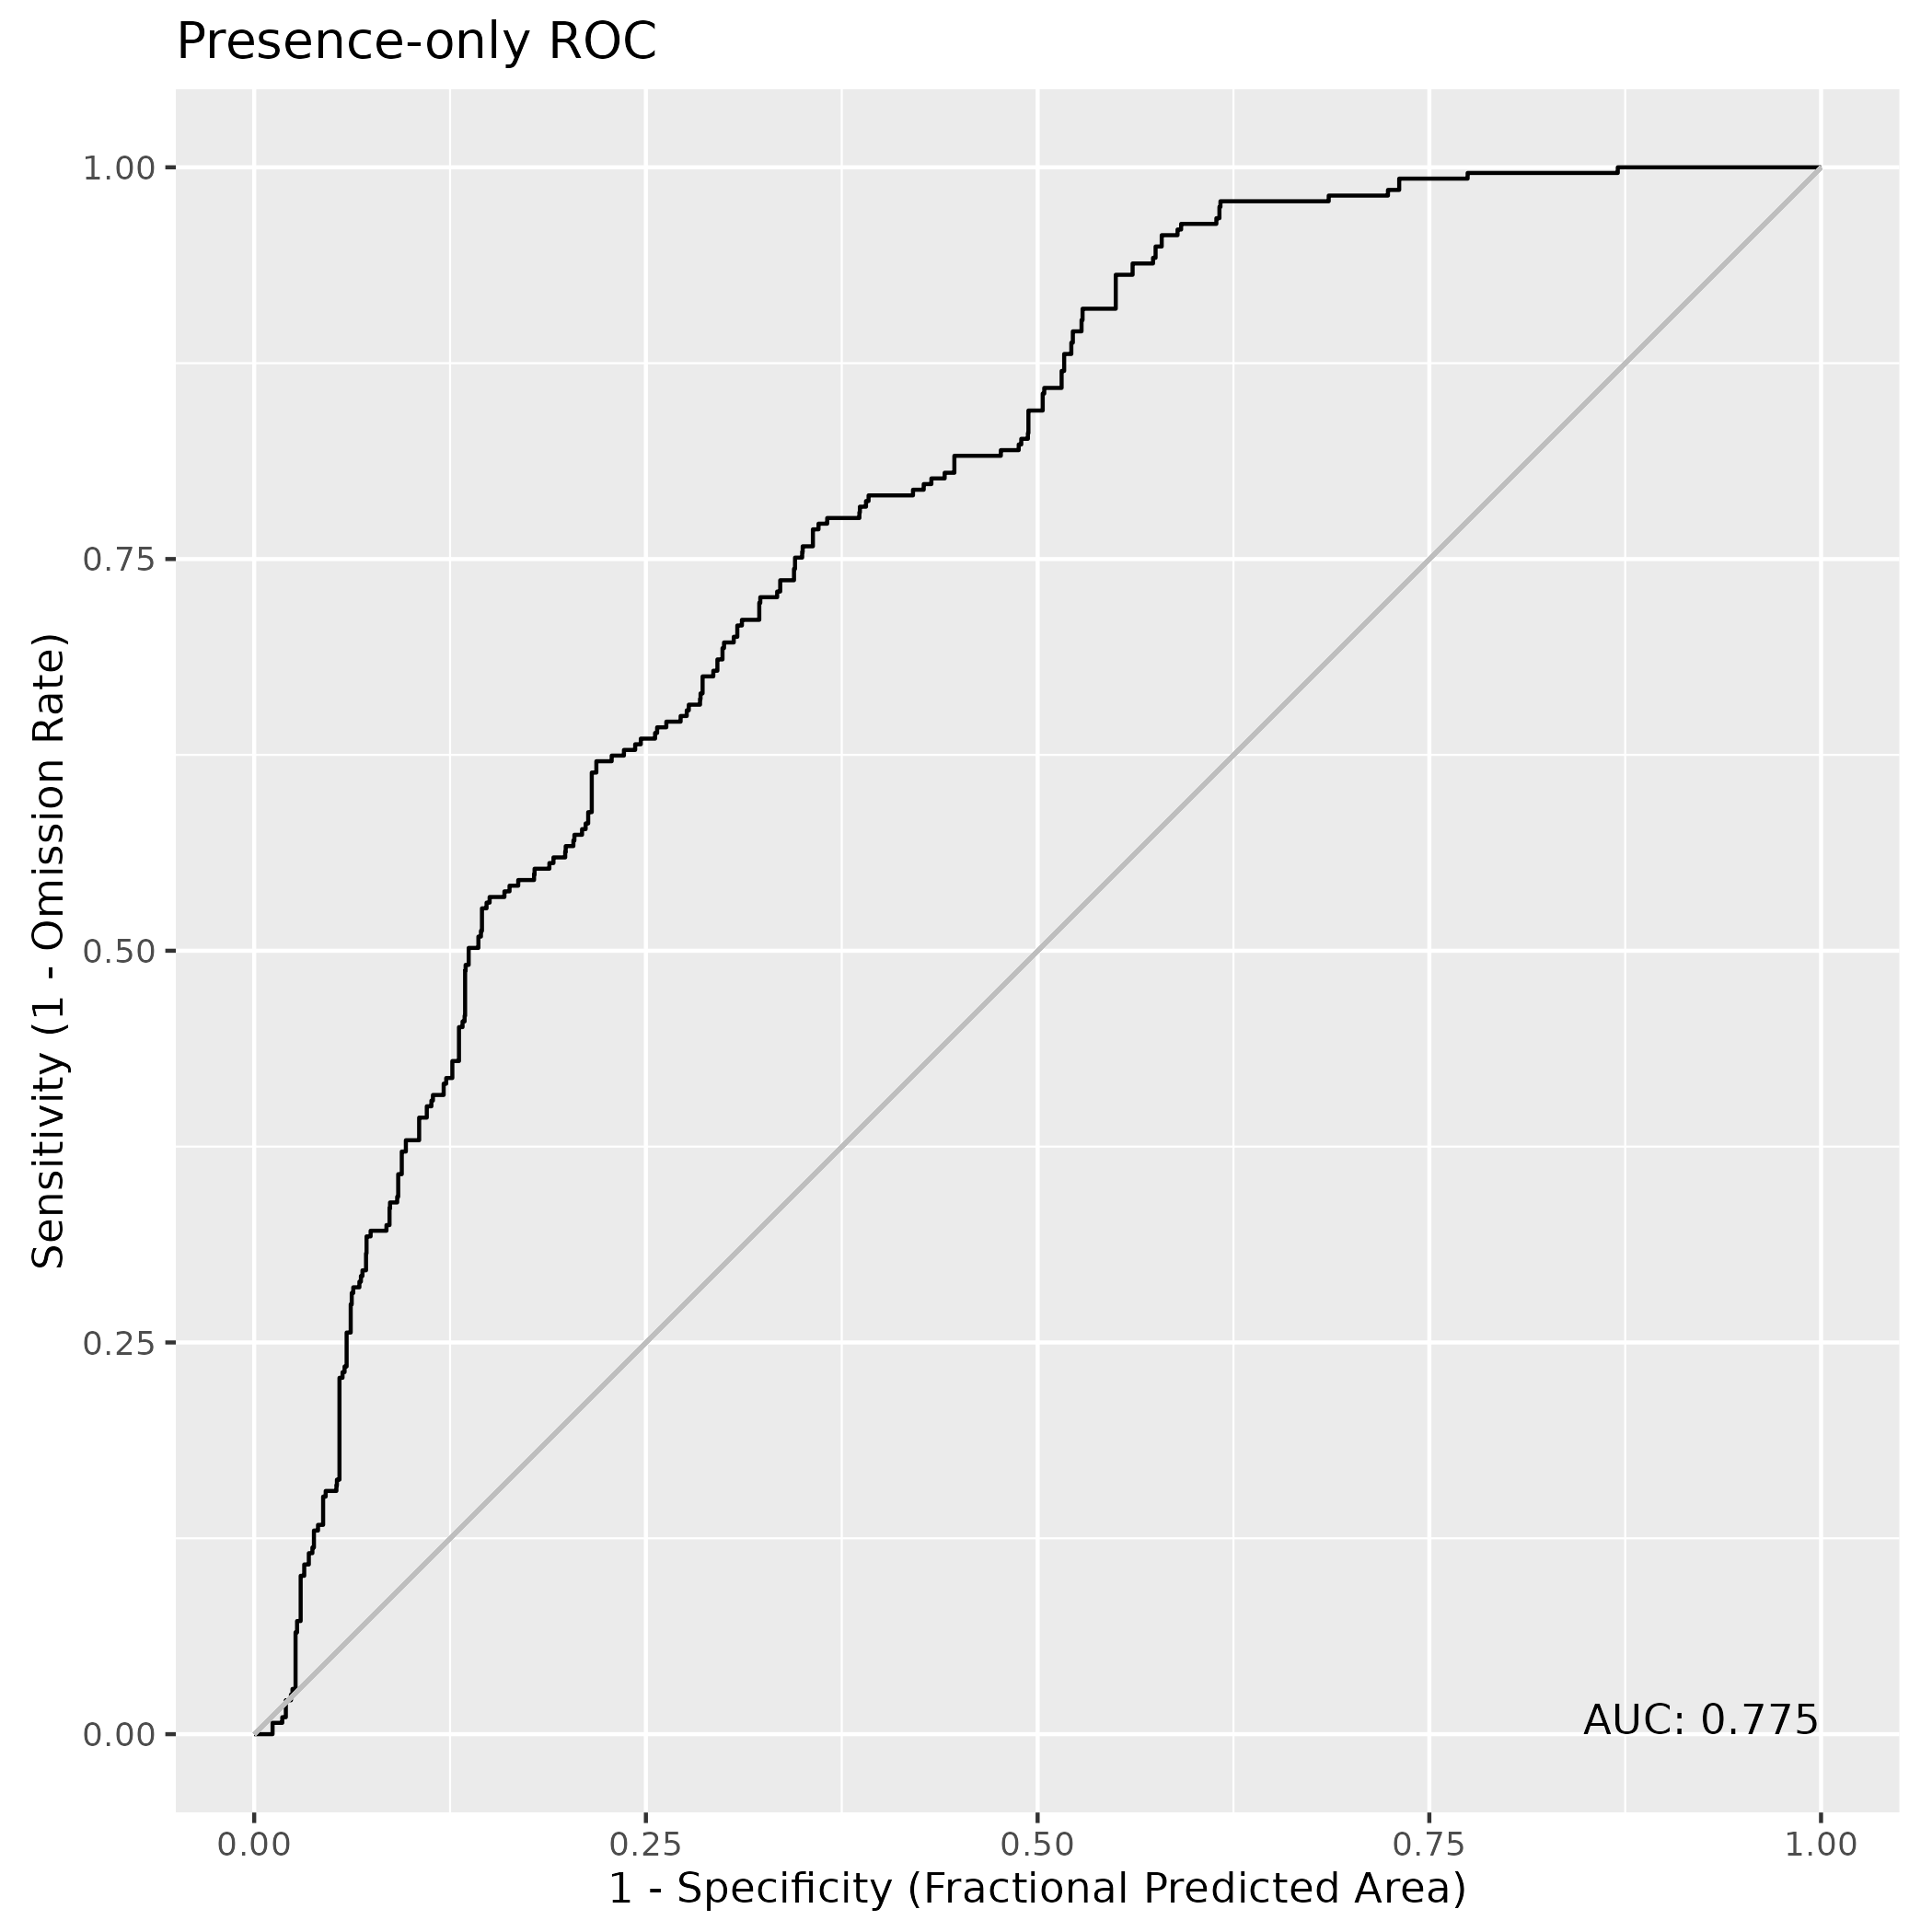 Presence-only ROC
Sensitivity (1 - Omission Rate)
1.00
0.75
0.50
0.25
0.00
AUC: 0.775
0.00
0.25
0.50
0.75
1.00
1 - Specificity (Fractional Predicted Area)